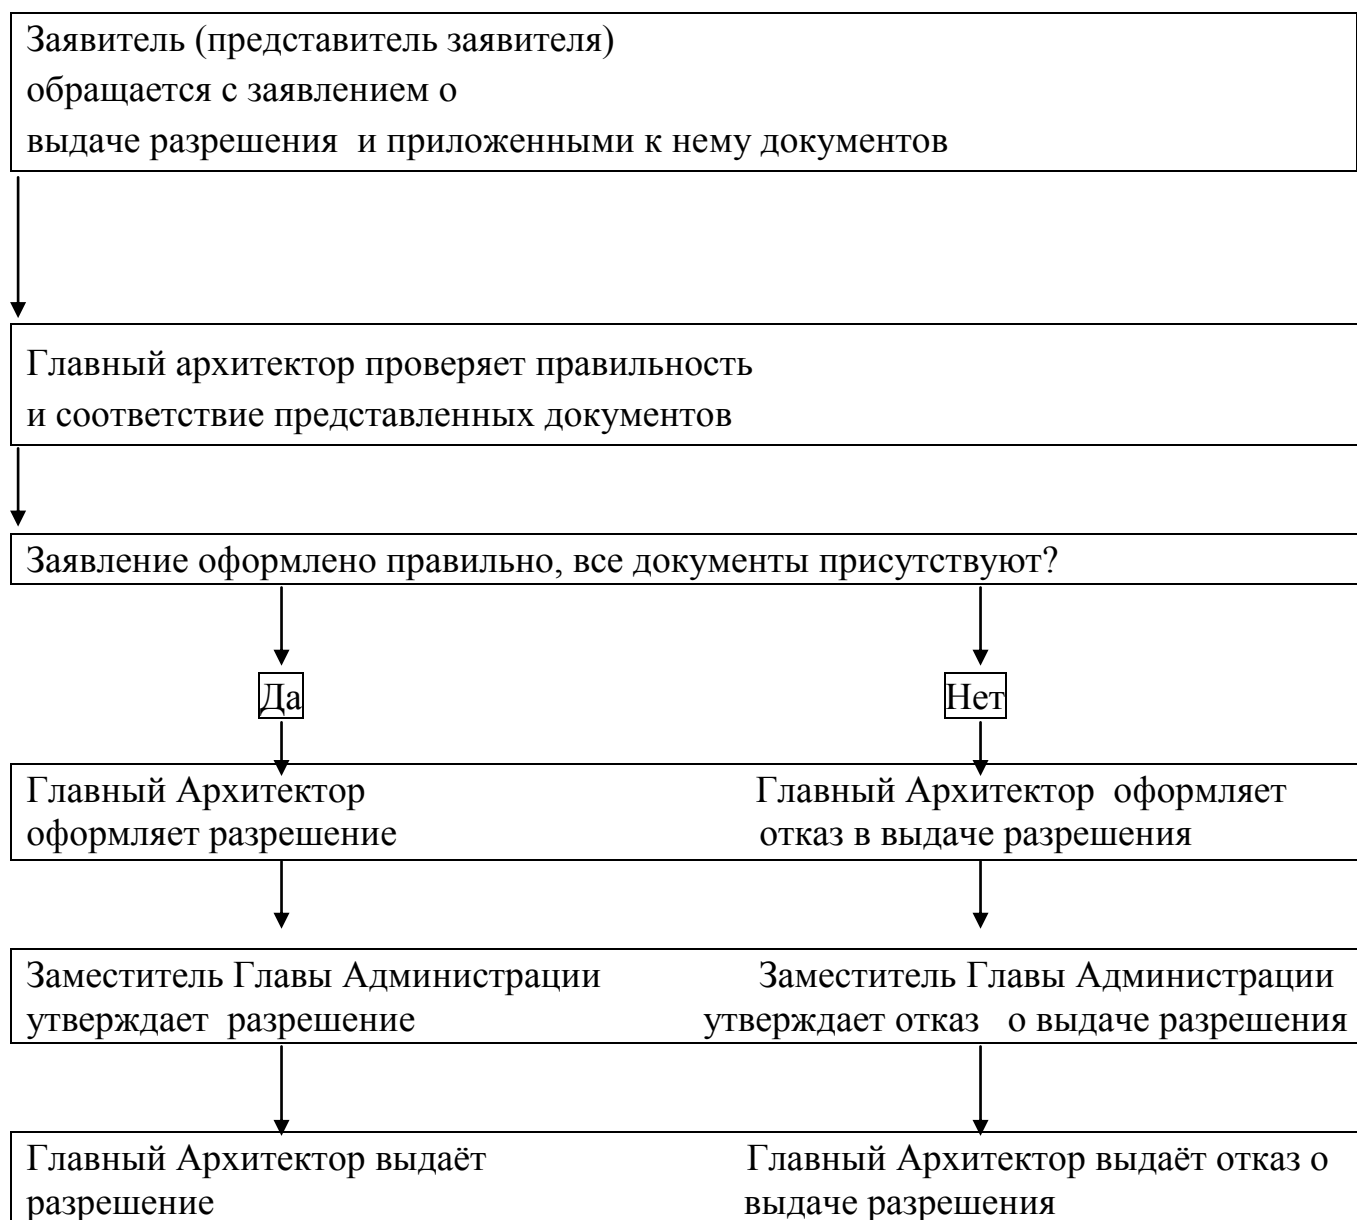 Заявитель (представитель заявителя)
обращается с заявлением о
выдаче разрешения  и приложенными к нему документов
Главный архитектор проверяет правильность
и соответствие представленных документов
Заявление оформлено правильно, все документы присутствуют?
Да
Нет
Главный Архитектор
оформляет разрешение
Главный Архитектор  оформляет
отказ в выдаче разрешения
Заместитель Главы Администрации
утверждает  разрешение
Заместитель Главы Администрации
утверждает отказ   о выдаче разрешения
Главный Архитектор выдаёт
разрешение
Главный Архитектор выдаёт отказ о
выдаче разрешения